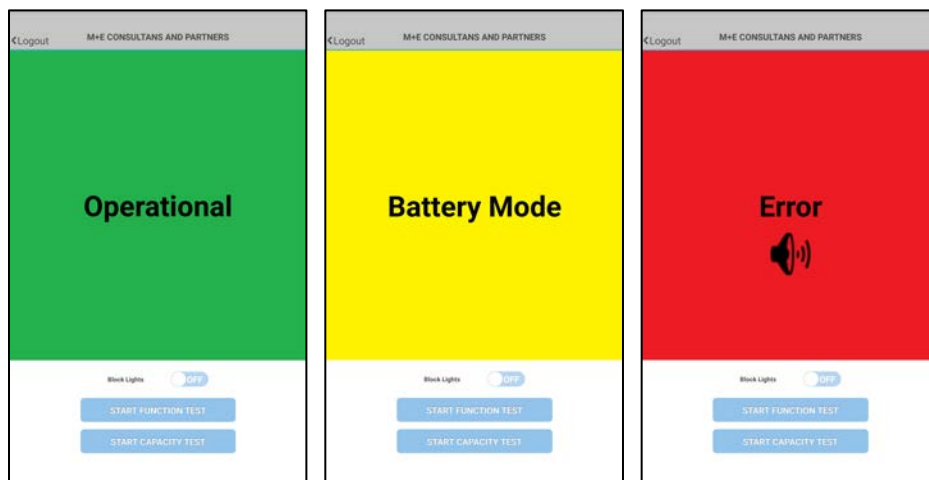 <Logout M+E CONSULTANS AND PARTNERS
Operational
Block Lights OFF
START FUNCTION TEST
START CAPACITY TEST
<Logout M+E CONSULTANS AND PARTNERS
Battery Mode
Block Lights OFF
START FUNCTION TEST
START CAPACITY TEST
<Logout M+E CONSULTANS AND PARTNERS
Error
Block Lights OFF
START FUNCTION TEST
START CAPACITY TEST